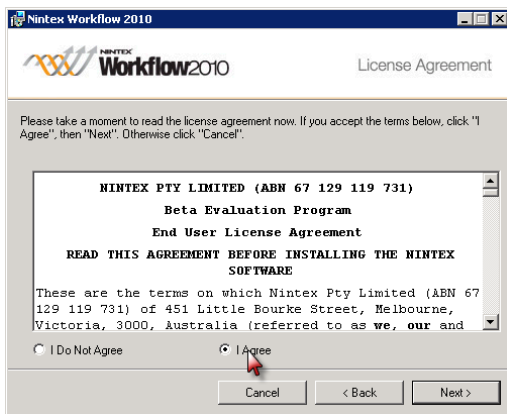 Nintex Workflow 2010
NINTEX
Workflow2010
License Agreement
Please take a moment to read the license agreement now. If you accept the terms below, click "I
Agree", then "Next". Otherwise click "Cancel".
NINTEX PTY LIMITED (ABN 67 129 119 731)
Beta Evaluation Program
End User License Agreement
READ THIS AGREEMENT BEFORE INSTALLING THE NINTEX
SOFTWARE
These are the terms on which Nintex Pty Limited (ABN 67
129 119 731) of 451 Little Bourke Street, Melbourne,
Victoria, 3000, Australia (referred to as we, our and
I Do Not Agree
I Agree
Cancel
< Back
Next >